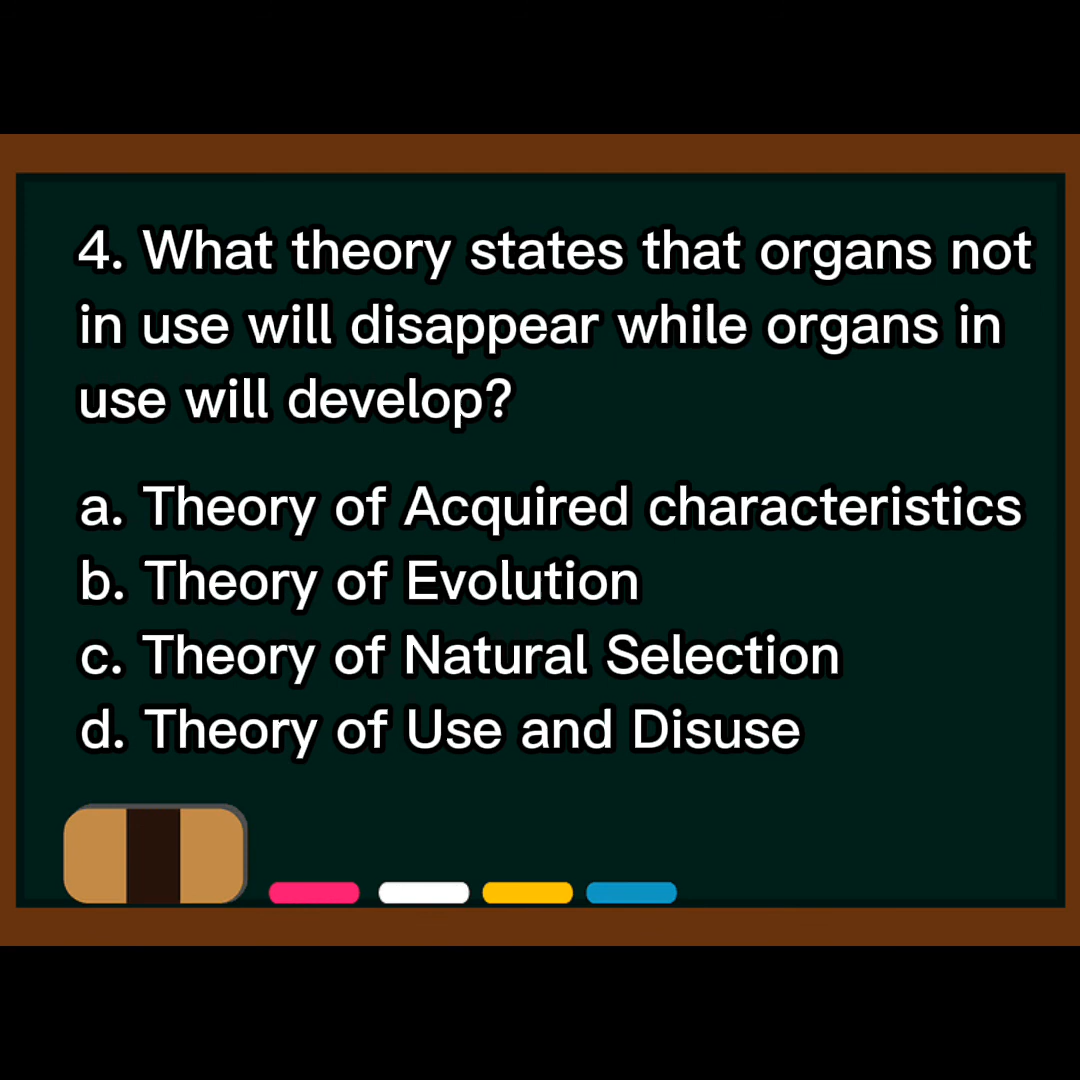 4. What theory states that organs not
in use will disappear while organs in
use will develop?
a. Theory of Acquired characteristics
b. Theory of Evolution
c. Theory of Natural Selection
d. Theory of Use and Disuse